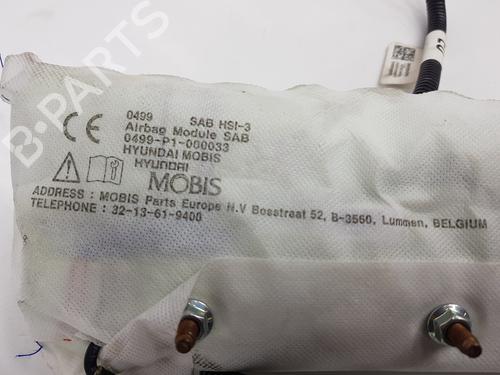 0499 SAB HSI-3
Airbag Module SAB
0499-P1-000033
HYUNDAI MOBIS
HYUNDAI
MOBIS
ADDRESS : MOBIS Parts Europe N.V Bosstraat 52, B-3560, Lummen, BELGIUM
TELEPHONE : 32-13-61-9400
B-PARTS